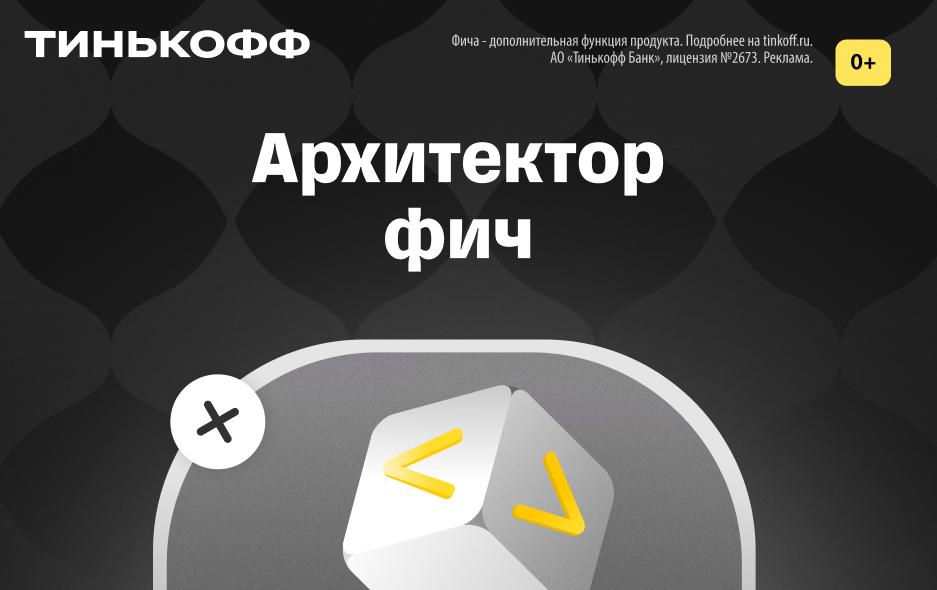 ТИНЬКОФФ
Фича - дополнительная функция продукта. Подробнее на tinkoff.ru.
АО «Тинькофф Банк», лицензия №2673. Реклама.
0+
Архитектор
фич